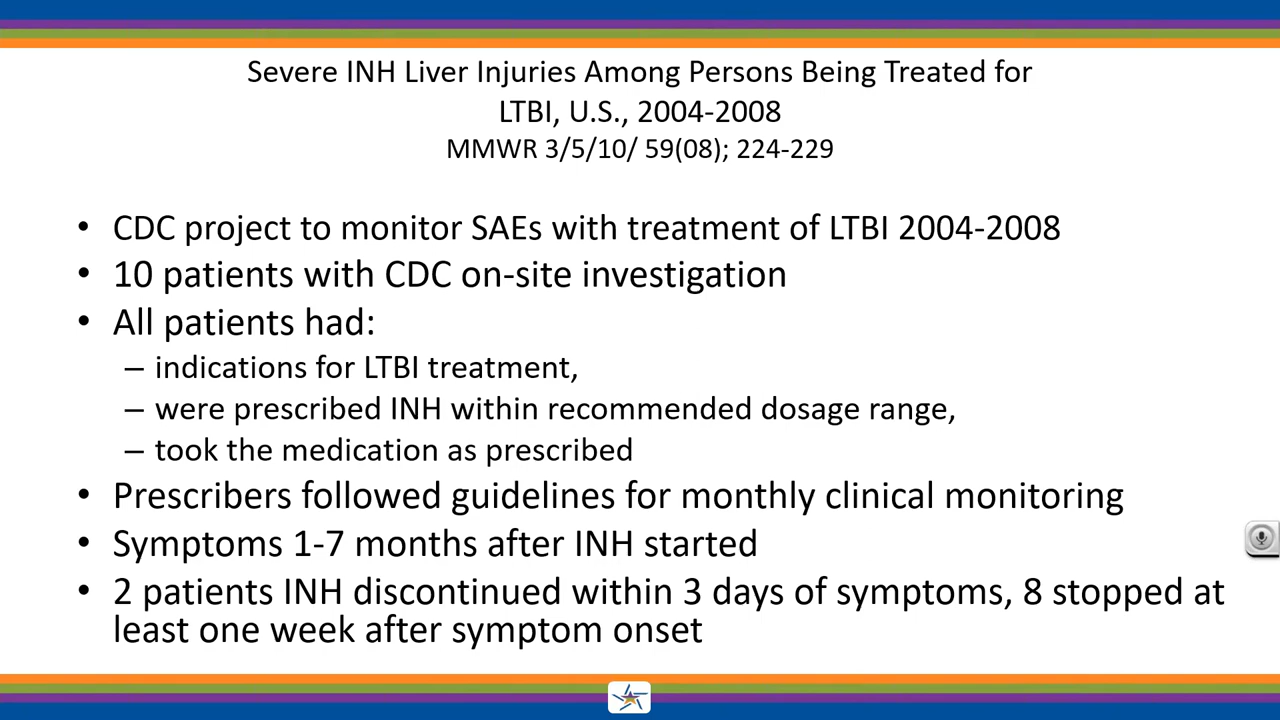 Severe INH Liver Injuries Among Persons Being Treated for
LTBI, U.S., 2004-2008
MMWR 3/5/10/ 59(08); 224-229
• CDC project to monitor SAEs with treatment of LTBI 2004-2008
• 10 patients with CDC on-site investigation
• All patients had:
– indications for LTBI treatment,
– were prescribed INH within recommended dosage range,
– took the medication as prescribed
• Prescribers followed guidelines for monthly clinical monitoring
• Symptoms 1-7 months after INH started
• 2 patients INH discontinued within 3 days of symptoms, 8 stopped at
least one week after symptom onset